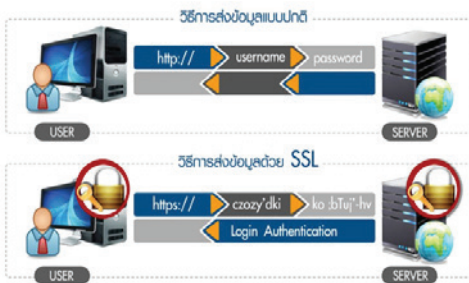 วิธีการส่งข้อมูลแบบปกติ
http:// username password
USER SERVER
วิธีการส่งข้อมูลด้วย SSL
https:// czozy'dki ko ;bTuj'-hv
Login Authentication
USER SERVER